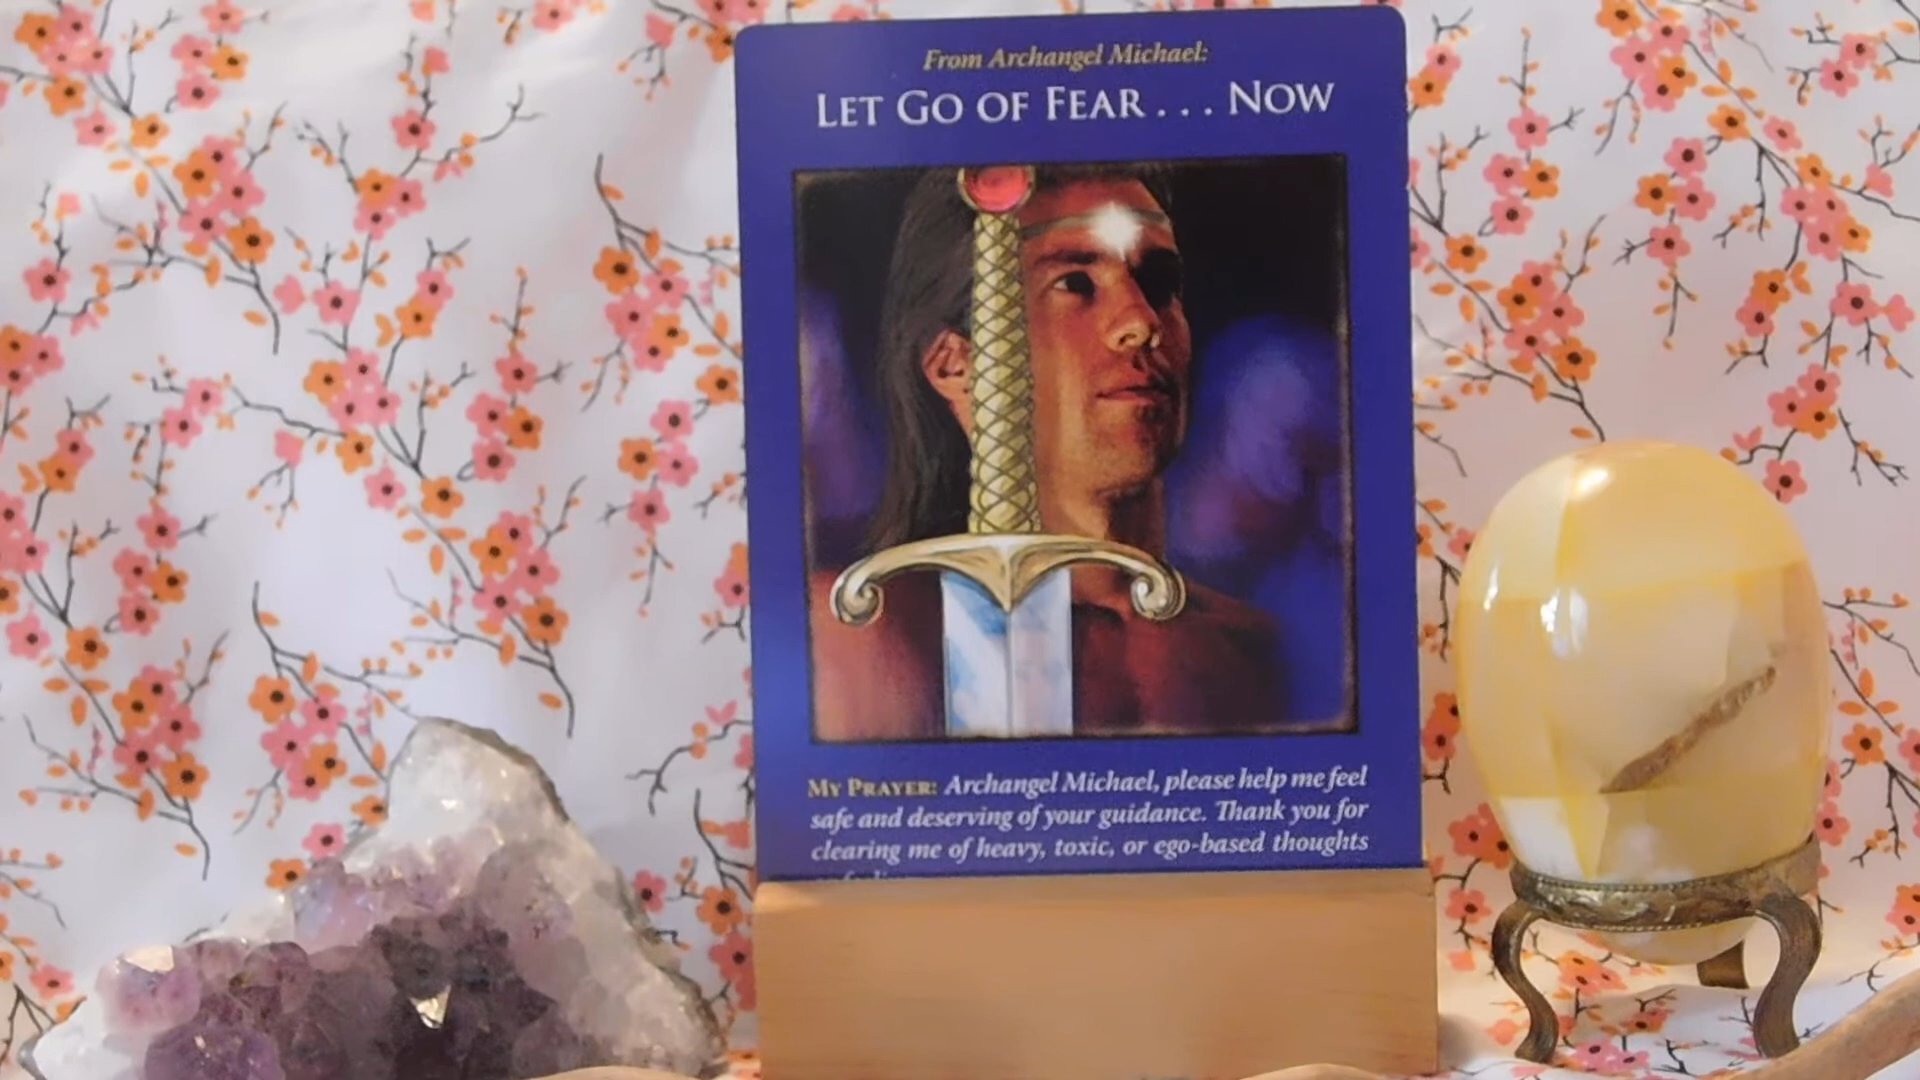 From Archangel Michael:
LET GO OF FEAR . . . NOW
MY PRAYER: Archangel Michael, please help me feel
safe and deserving of your guidance. Thank you for
clearing me of heavy, toxic, or ego-based thoughts